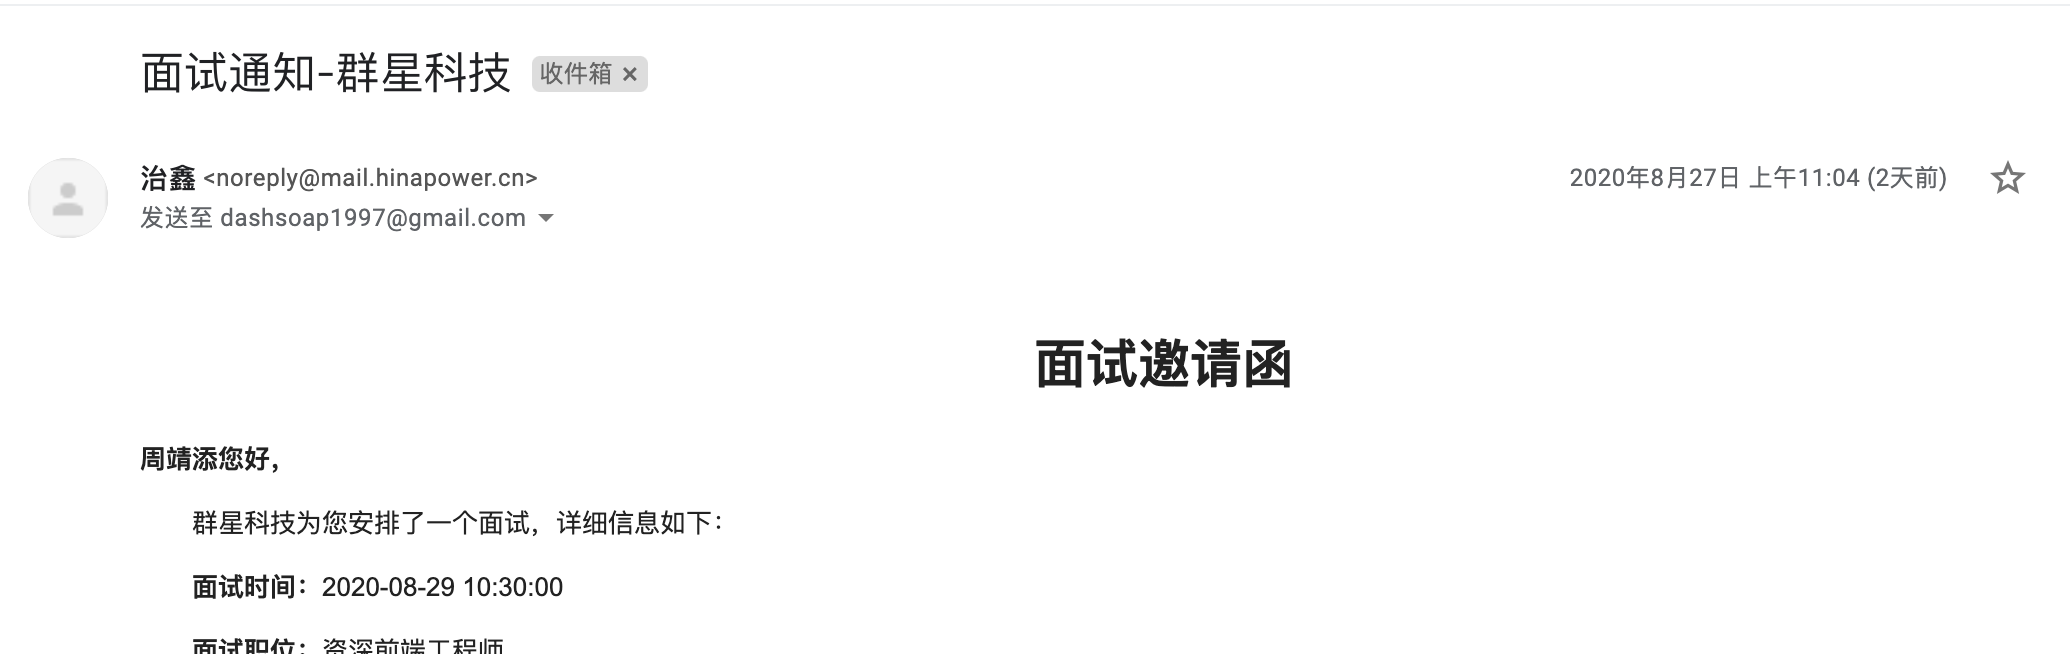 面试通知-群星科技 收件箱 ×
治鑫 <noreply@mail.hinapower.cn> 2020年8月27日 上午11:04 (2天前)
发送至 dashsoap1997@gmail.com
面试邀请函
周靖添您好，
群星科技为您安排了一个面试，详细信息如下：
面试时间：2020-08-29 10:30:00
面试职位：资深前端工程师